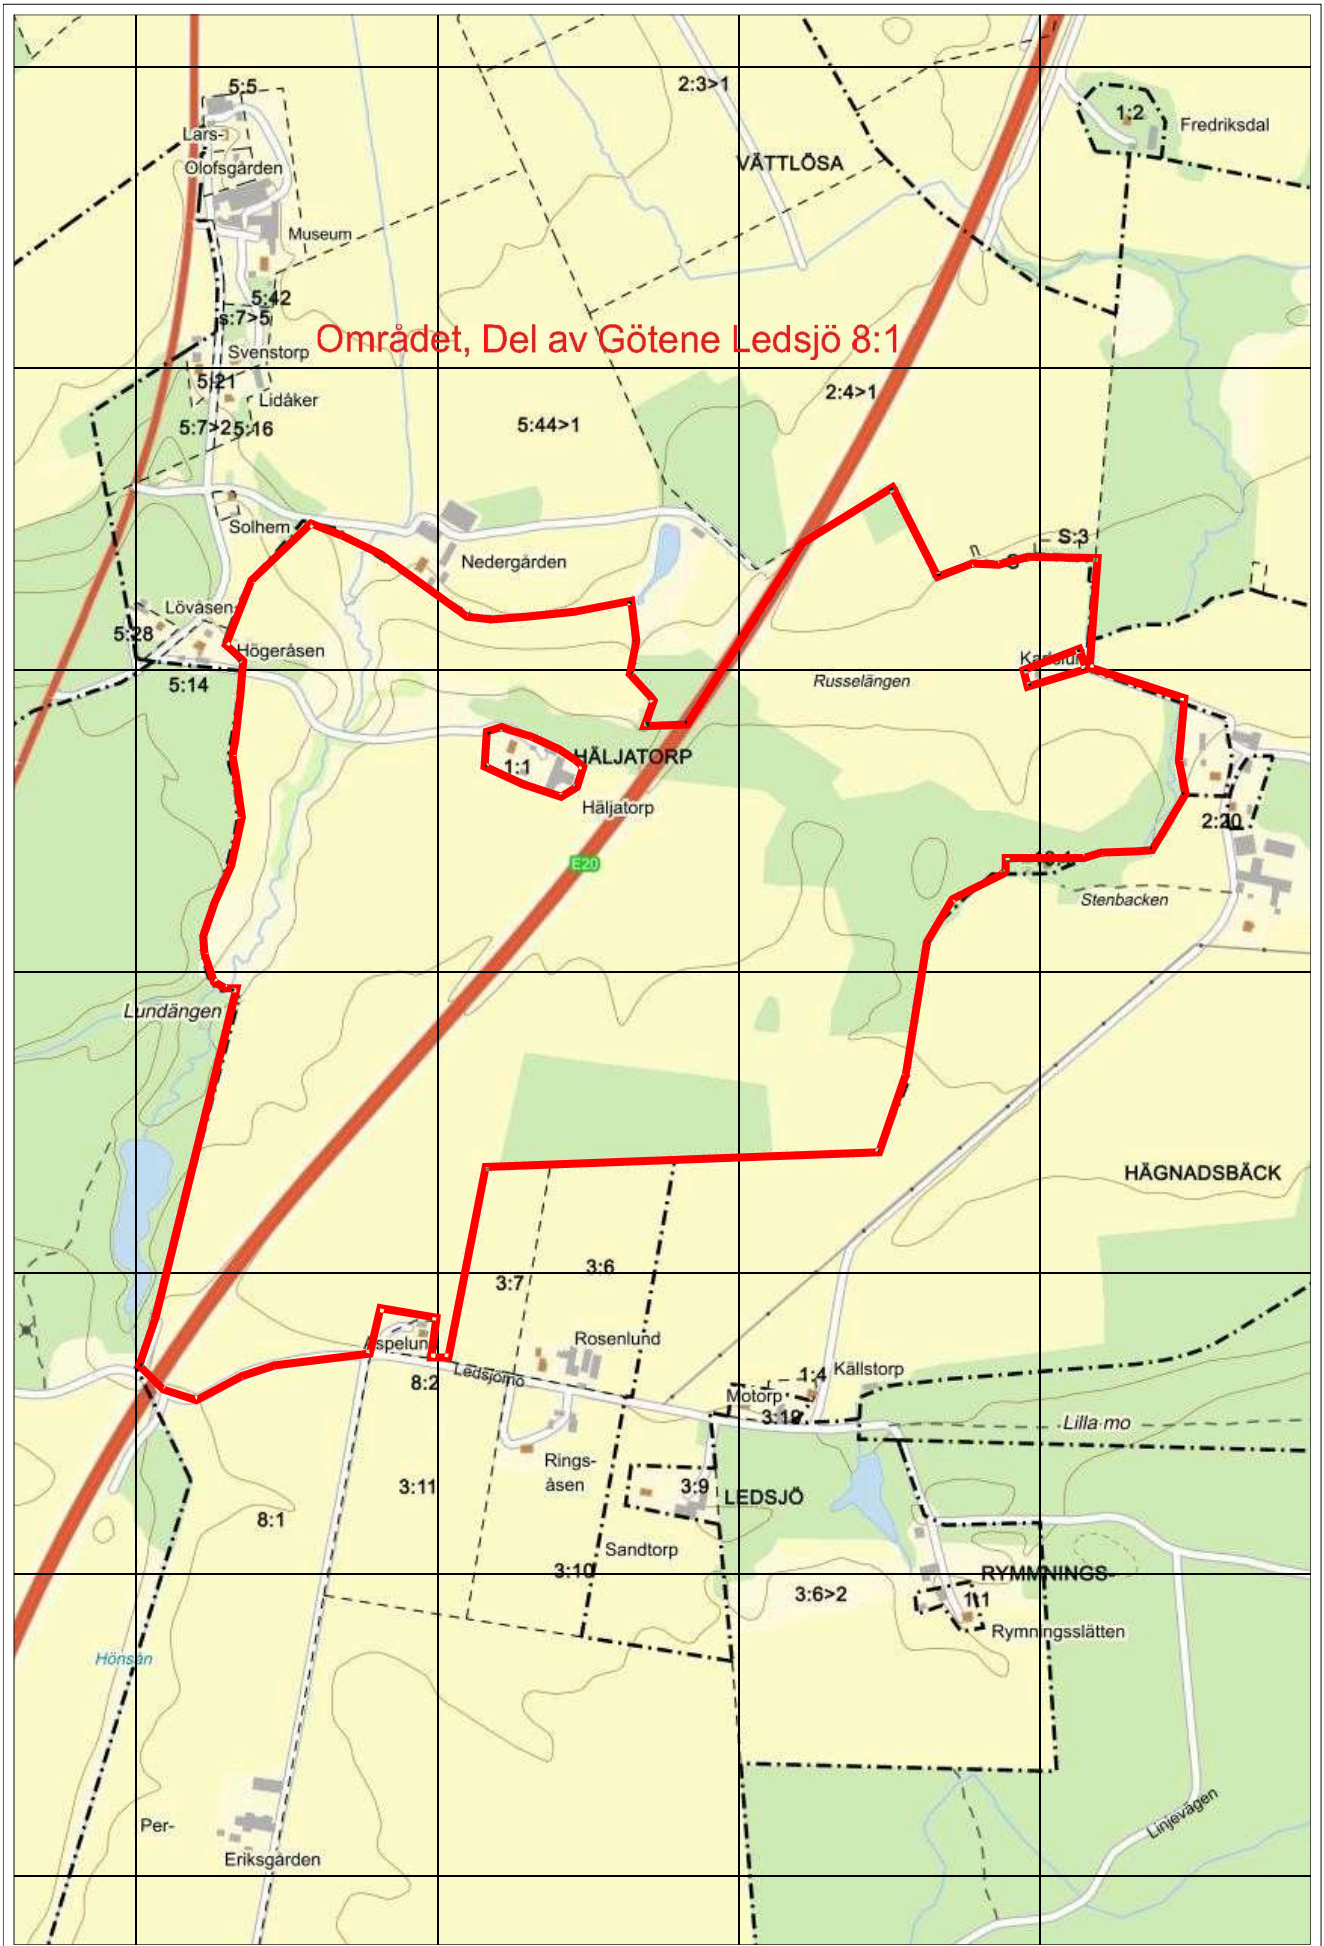 5:5
2:3>1
1:2
Fredriksdal
Lars-
Olofsgården
VÄTTLÖSA
Museum
5:42
s:7>5
Området, Del av Götene Ledsjö 8:1
Svenstorp
5:21
Lidåker
2:4>1
5:7>2
5:16
5:44>1
Solhem
S:3
Nedergården
Lövåsen
5:28
Högeråsen
5:14
Russelängen
HÄLJATORP
1:1
Häljatorp
2:20
E20
Stenbacken
Lundängen
HÄGNADSBÄCK
3:6
3:7
Rosenlund
Aspelun
Ledsjömo
8:2
1:4
Källstorp
Motorp
3:18
Lilla mo
Rings-
åsen
3:11
3:9
LEDSJÖ
8:1
Sandtorp
3:10
RYMMNINGS-
3:6>2
1:1
Rymningsslätten
Hönsån
Linjevägen
Per-
Eriksgården